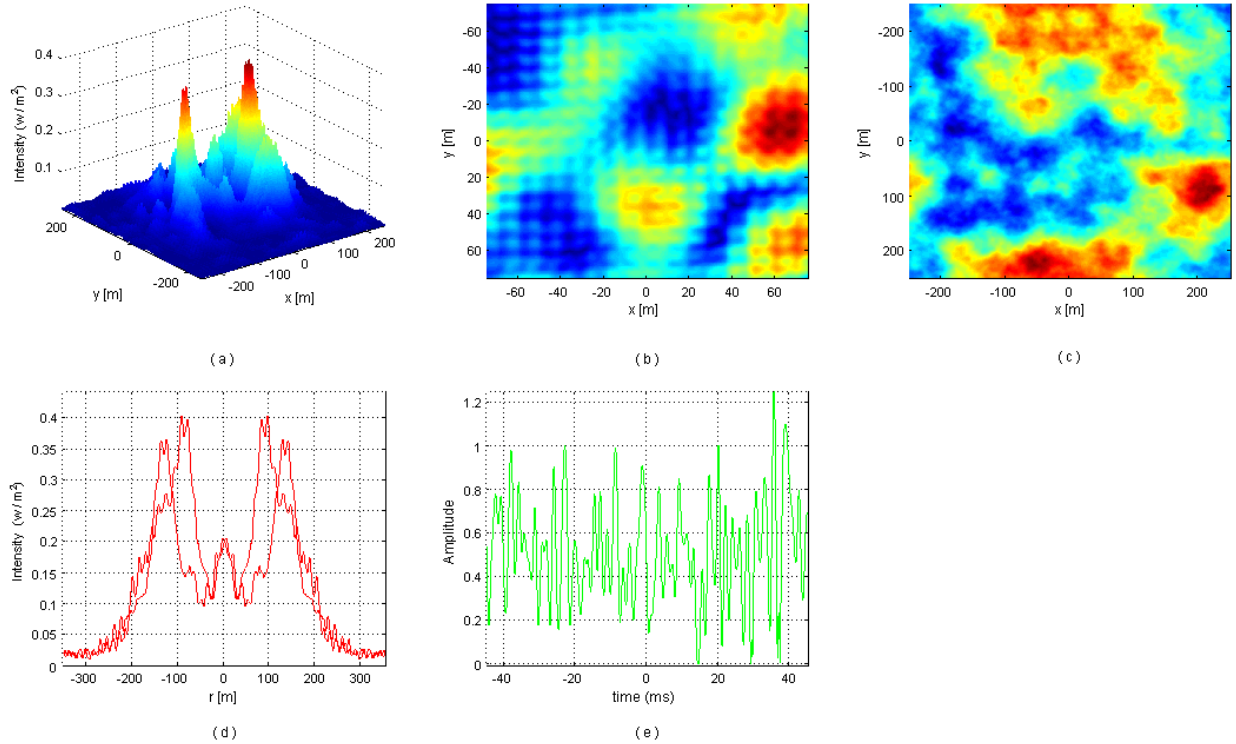 0.4
0.3
0.2
0.1
Intensity (w/m²)
200
0
-200
y [m]
-200
-100
0
100
200
x [m]
( a )
-60
-40
-20
0
20
40
60
y [m]
-60 -40 -20 0 20 40 60
x [m]
( b )
-200
-100
0
100
200
y [m]
-200 -100 0 100 200
x [m]
( c )
0.4
0.35
0.3
0.25
0.2
0.15
0.1
0.05
0
Intensity (w/m²)
-300 -200 -100 0 100 200 300
r [m]
( d )
1.2
1
0.8
0.6
0.4
0.2
0
Amplitude
-40 -20 0 20 40
time (ms)
( e )